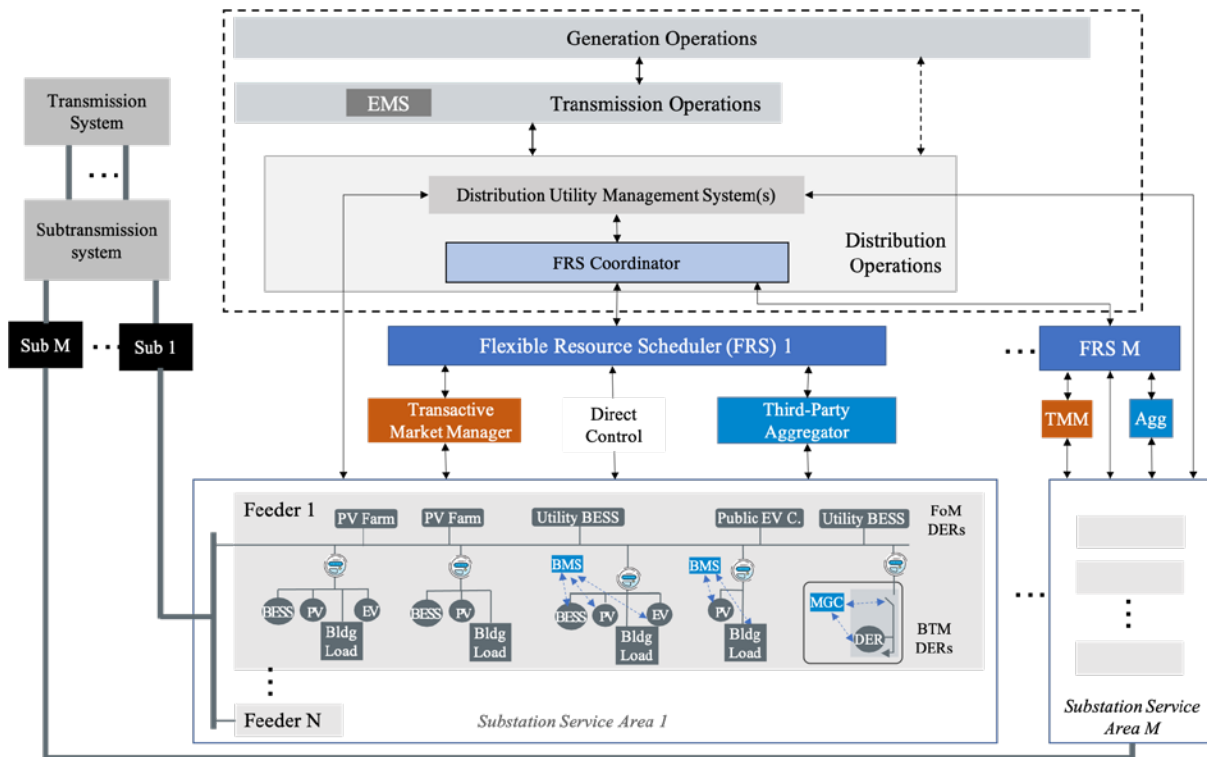 Generation Operations
EMS
Transmission Operations
Transmission
System
...
Subtransmission
system
Distribution Utility Management System(s)
FRS Coordinator
Distribution
Operations
Sub M
...
Sub 1
Flexible Resource Scheduler (FRS) 1
...
FRS M
Transactive
Market Manager
Direct
Control
Third-Party
Aggregator
TMM
Agg
Feeder 1
PV Farm
PV Farm
Utility BESS
Public EV C.
Utility BESS
FoM
DERs
BMS
BMS
BESS
PV
EV
Bldg
Load
BESS
PV
Bldg
Load
BESS
PV
EV
Bldg
Load
PV
Bldg
Load
MGC
DER
BTM
DERs
...
Feeder N
Substation Service Area 1
...
Substation Service
Area M